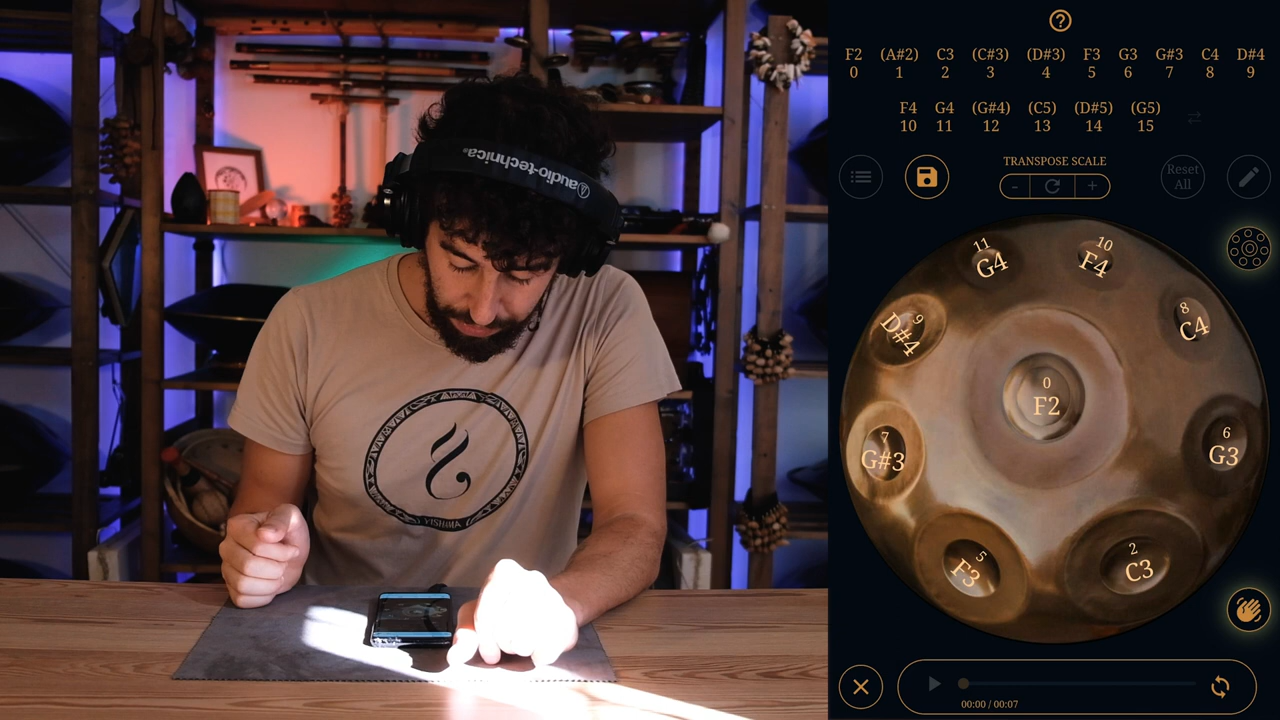 audio-technica®
YISHAMA
?
F2 (A#2) C3 (C#3) (D#3) F3 G3 G#3 C4 D#4
0 1 2 3 4 5 6 7 8 9
F4 G4 (G#4) (C5) (D#5) (G5)
10 11 12 13 14 15
TRANSPOSE SCALE
- +
Reset
All
11
G4
10
F4
9
D#4
8
C4
0
F2
7
G#3
6
G3
5
F3
2
C3
00:00 / 00:07